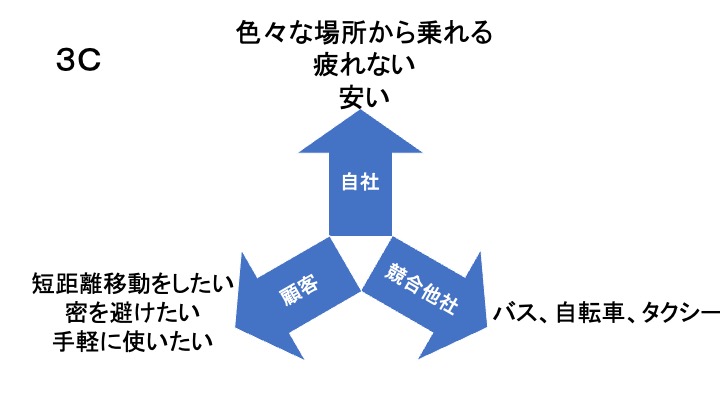 3C
色々な場所から乗れる
疲れない
安い
自社
顧客
競合他社
短距離移動をしたい
密を避けたい
手軽に使いたい
バス、自転車、タクシー